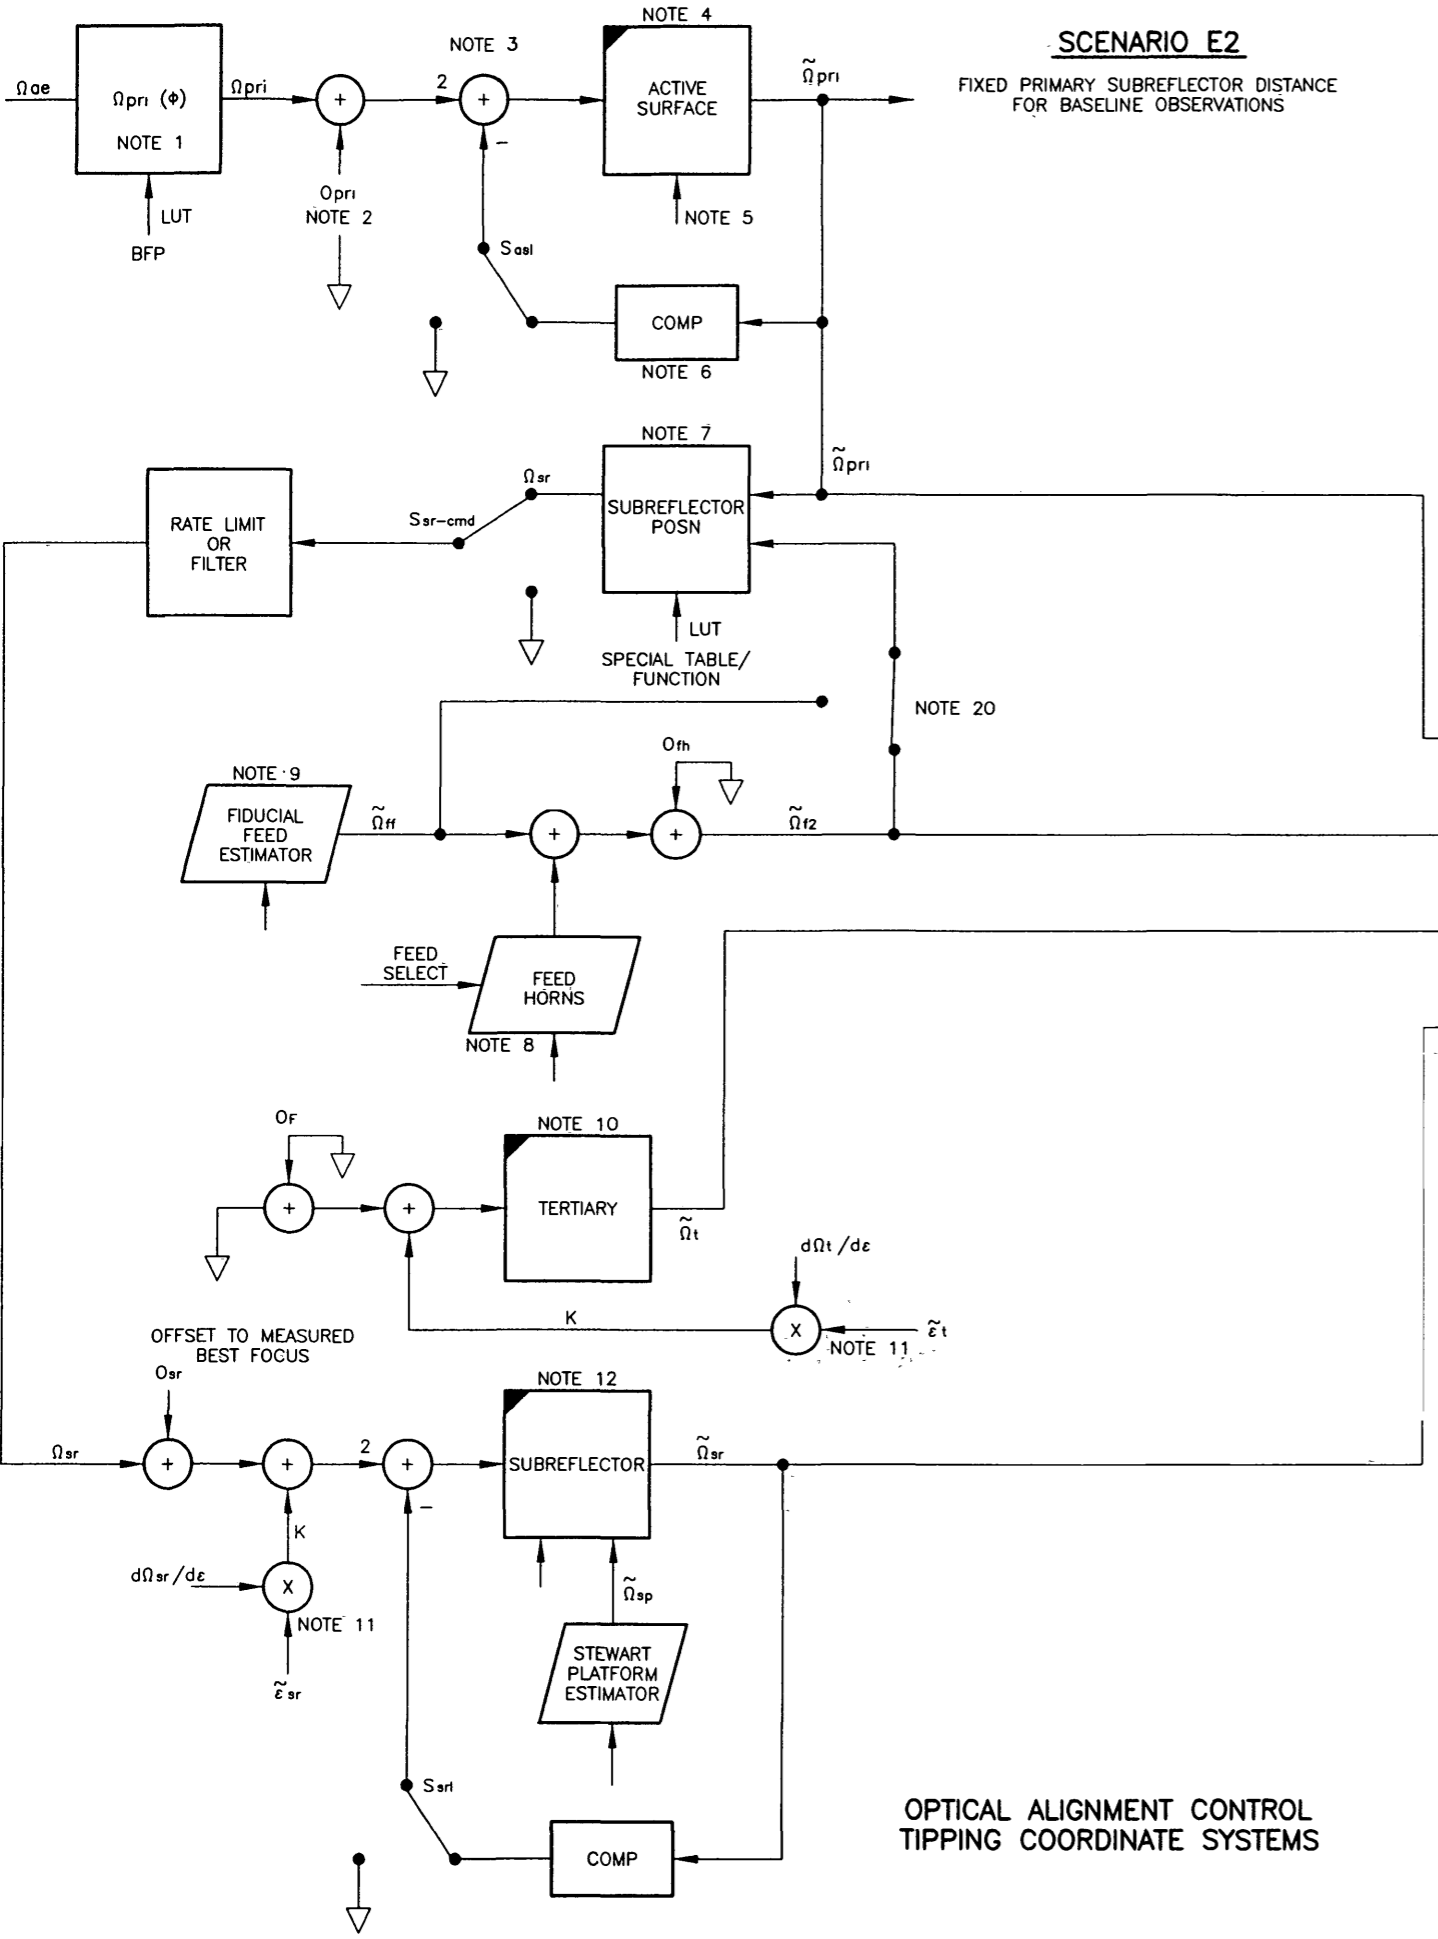 NOTE 4
SCENARIO E2
NOTE 3
Ωae
Ωpri (Φ)
NOTE 1
Ωpri
+
2
+
−
ACTIVE
SURFACE
Ω̃pri
FIXED PRIMARY SUBREFLECTOR DISTANCE
FOR BASELINE OBSERVATIONS
LUT
BFP
Opri
NOTE 2
NOTE 5
Sasl
COMP
NOTE 6
NOTE 7
Ω̃pri
Ωsr
SUBREFLECTOR
POSN
Ssr-cmd
RATE LIMIT
OR
FILTER
LUT
SPECIAL TABLE/
FUNCTION
NOTE 20
Ofh
NOTE 9
FIDUCIAL
FEED
ESTIMATOR
Ω̃ff
+
+
Ω̃f2
FEED
SELECT
FEED
HORNS
NOTE 8
OF
NOTE 10
+
+
TERTIARY
Ω̃t
dΩt/dε
K
X
ε̃t
NOTE 11
OFFSET TO MEASURED
BEST FOCUS
Osr
NOTE 12
Ωsr
+
+
2
+
−
SUBREFLECTOR
Ω̃sr
K
dΩsr/dε
X
NOTE 11
ε̃sr
Ω̃sp
STEWART
PLATFORM
ESTIMATOR
Ssrl
COMP
OPTICAL ALIGNMENT CONTROL
TIPPING COORDINATE SYSTEMS